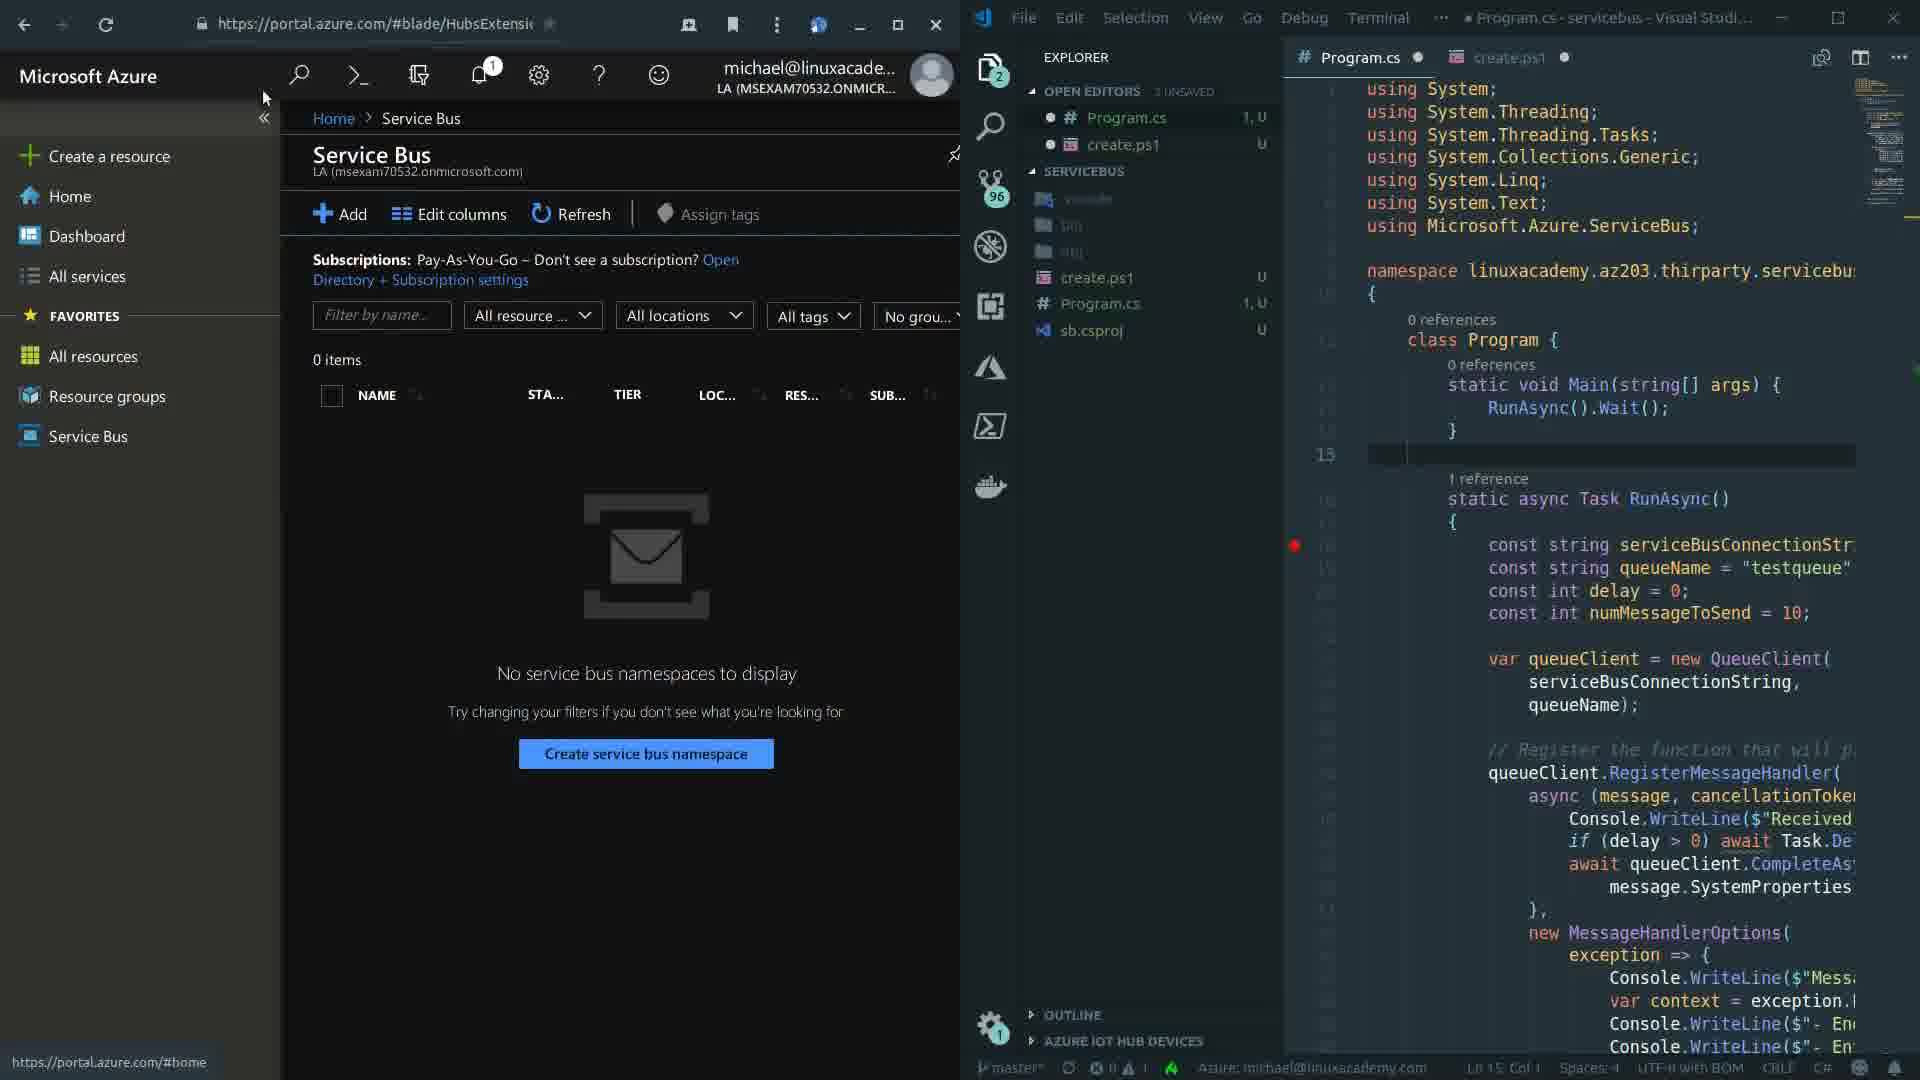 https://portal.azure.com/#blade/HubsExtensi
Microsoft Azure
1
michael@linuxacade...
LA (MSEXAM70532.ONMICR...
Home > Service Bus
Create a resource
Home
Dashboard
All services
FAVORITES
All resources
Resource groups
Service Bus
https://portal.azure.com/#home
Service Bus
LA (msexam70532.onmicrosoft.com)
Add
Edit columns
Refresh
Assign tags
Subscriptions: Pay-As-You-Go – Don't see a subscription? Open
Directory + Subscription settings
Filter by name...
All resource ...
All locations
All tags
No grou...
0 items
NAME
STA...
TIER
LOC...
RES...
SUB...
No service bus namespaces to display
Try changing your filters if you don't see what you're looking for
Create service bus namespace
File Edit Selection View Go Debug Terminal ··· ● Program.cs - servicebus - Visual Studi...
2
96
1
EXPLORER
OPEN EDITORS 2 UNSAVED
Program.cs 1, U
create.ps1 U
SERVICEBUS
.vscode
bin
obj
create.ps1 U
Program.cs 1, U
sb.csproj U
OUTLINE
AZURE IOT HUB DEVICES
# Program.cs
create.ps1
using System;
using System.Threading;
using System.Threading.Tasks;
using System.Collections.Generic;
using System.Linq;
using System.Text;
using Microsoft.Azure.ServiceBus;
namespace linuxacademy.az203.thirparty.servicebus
{
0 references
class Program {
0 references
static void Main(string[] args) {
RunAsync().Wait();
}
15
1 reference
static async Task RunAsync()
{
const string serviceBusConnectionStr
const string queueName = "testqueue"
const int delay = 0;
const int numMessageToSend = 10;
var queueClient = new QueueClient(
serviceBusConnectionString,
queueName);
// Register the function that will p
queueClient.RegisterMessageHandler(
async (message, cancellationToke
Console.WriteLine($"Received
if (delay > 0) await Task.De
await queueClient.CompleteAs
message.SystemProperties
},
new MessageHandlerOptions(
exception => {
Console.WriteLine($"Messa
var context = exception.
Console.WriteLine($"- En
Console.WriteLine($"- En
master* 0 1 Azure: michael@linuxacademy.com Ln 15, Col 1 Spaces: 4 UTF-8 with BOM CRLF C#